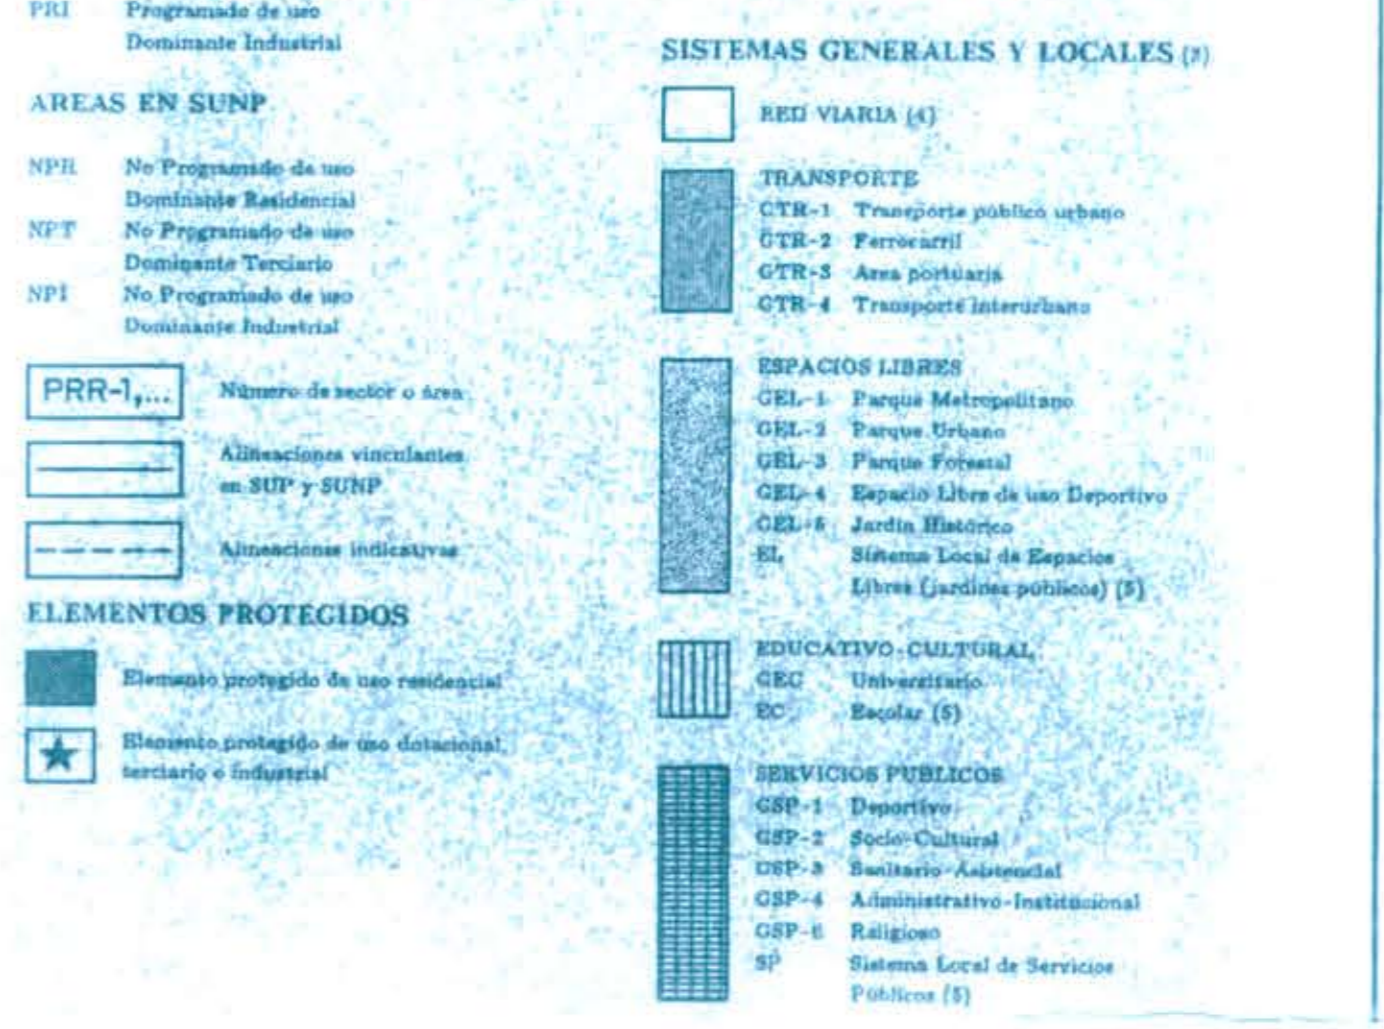 PRI Programado de uso
Dominante Industrial
AREAS EN SUNP
NPR No Programado de uso
Dominante Residencial
NPT No Programado de uso
Dominante Terciario
NPI No Programado de uso
Dominante Industrial
PRR-1,... Número de sector o área
Alineaciones vinculantes
en SUP y SUNP
Alineaciones indicativas
ELEMENTOS PROTEGIDOS
Elemento protegido de uso residencial
Elemento protegido de uso dotacional,
terciario o industrial
SISTEMAS GENERALES Y LOCALES (3)
RED VIARIA (4)
TRANSPORTE
GTR-1 Transporte público urbano
GTR-2 Ferrocarril
GTR-3 Area portuaria
GTR-4 Transporte interurbano
ESPACIOS LIBRES
GEL-1 Parque Metropolitano
GEL-2 Parque Urbano
GEL-3 Parque Forestal
GEL-4 Espacio Libre de uso Deportivo
GEL-5 Jardín Histórico
EL Sistema Local de Espacios
Libres (jardines públicos) (5)
EDUCATIVO-CULTURAL
GEC Universitario
EC Escolar (5)
SERVICIOS PUBLICOS
GSP-1 Deportivo
GSP-2 Socio-Cultural
GSP-3 Sanitario-Asistencial
GSP-4 Administrativo-Institucional
Religioso
SP Sistema Local de Servicios
Públicos (5)